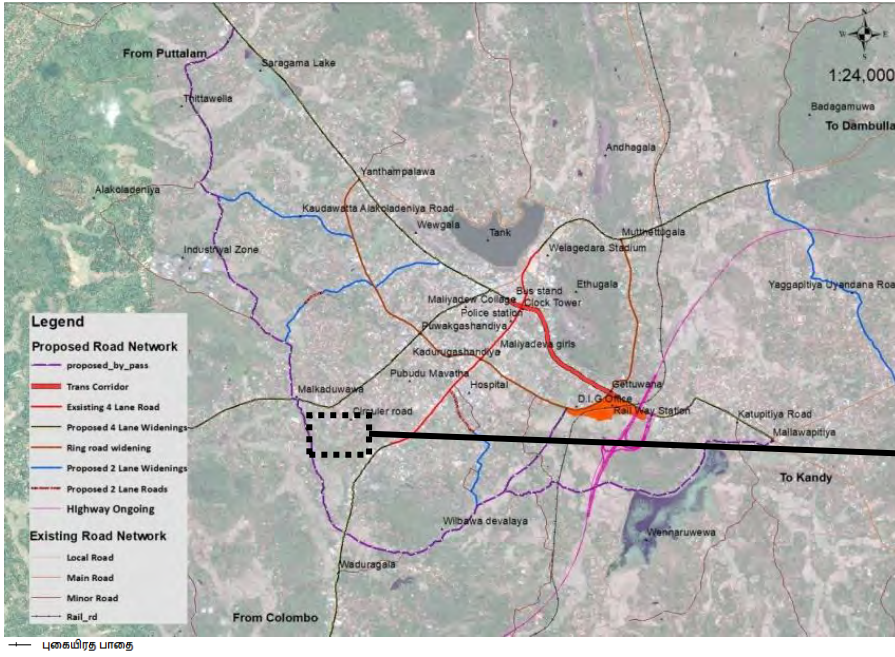 From Puttalam
Saragama Lake
1:24,000
Thittawella
Badagamuwa
To Dambulla
Andhagala
Yanthampalawa
Alakoladeniya
Kaudawatta Alakoladeniya Road
Wewgala
Tank
Mutthettugala
Welagedara Stadium
Industriyal Zone
Ethugala
Yaggapitiya Uyandana Roa
Bus stand
Maliyadew Collage
Clock Tower
Police station
Puwakgashandiya
Maliyadeva girls
Kadurugashandiya
Pubudu Mavatha
Hospital
Gettuwana
Malkaduwawa
D.I.G Office
Rail Way Station
Circuler road
Katupitiya Road
Mallawapitiya
To Kandy
Wilbawa devalaya
Wennaruwewa
Waduragala
From Colombo
Legend
Proposed Road Network
proposed_by_pass
Trans Corridor
Exsisting 4 Lane Road
Proposed 4 Lane Widenings
Ring road widening
Proposed 2 Lane Widenings
Proposed 2 Lane Roads
Highway Ongoing
Existing Road Network
Local Road
Main Road
Minor Road
Rail_rd
புகையிரத பாதை